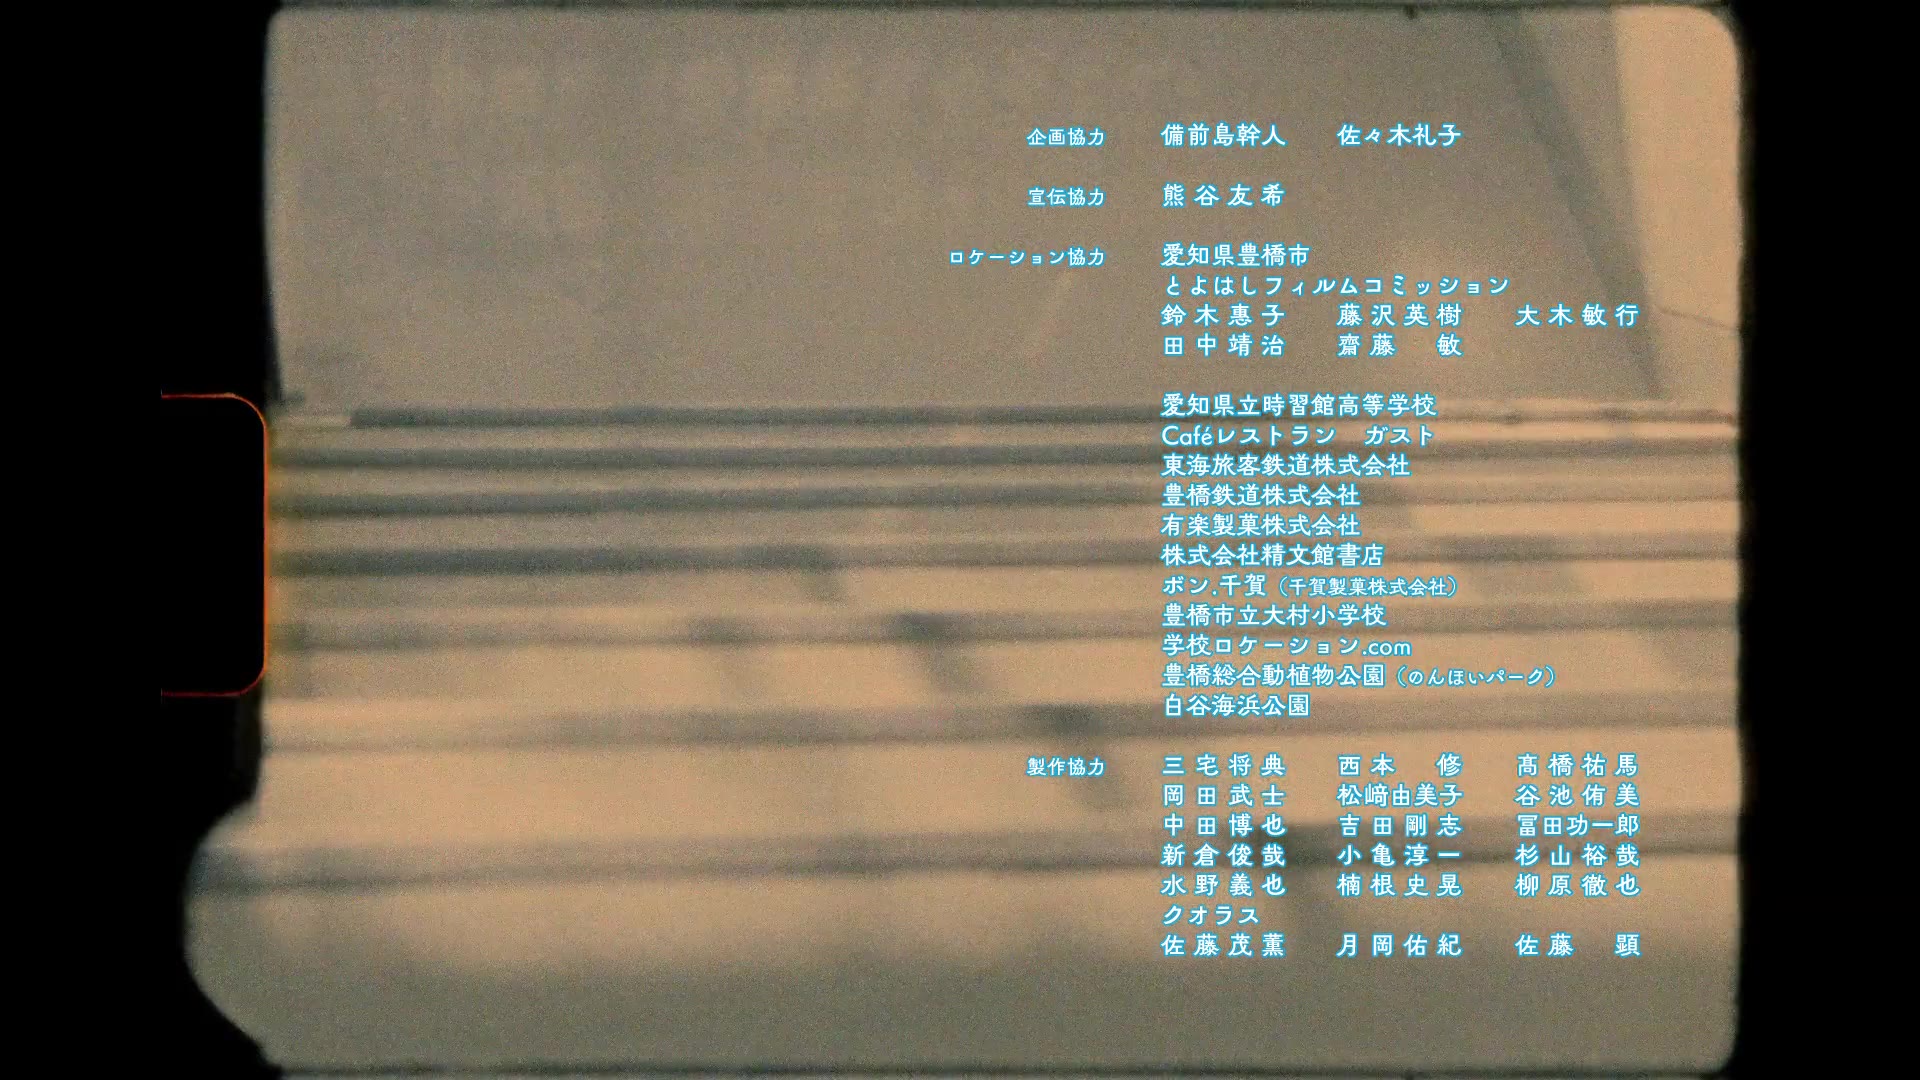 企画協力 備前島幹人 佐々木礼子
宣伝協力 熊谷友希
ロケーション協力 愛知県豊橋市
とよはしフィルムコミッション
鈴木惠子 藤沢英樹 大木敏行
田中靖治 齋藤 敏
愛知県立時習館高等学校
Caféレストラン ガスト
東海旅客鉄道株式会社
豊橋鉄道株式会社
有楽製菓株式会社
株式会社精文館書店
ボン.千賀（千賀製菓株式会社）
豊橋市立大村小学校
学校ロケーション.com
豊橋総合動植物公園（のんほいパーク）
白谷海浜公園
製作協力 三宅将典 西本 修 髙橋祐馬
岡田武士 松﨑由美子 谷池侑美
中田博也 吉田剛志 冨田功一郎
新倉俊哉 小亀淳一 杉山裕哉
水野義也 楠根史晃 柳原徹也
クオラス
佐藤茂薫 月岡佑紀 佐藤 顕